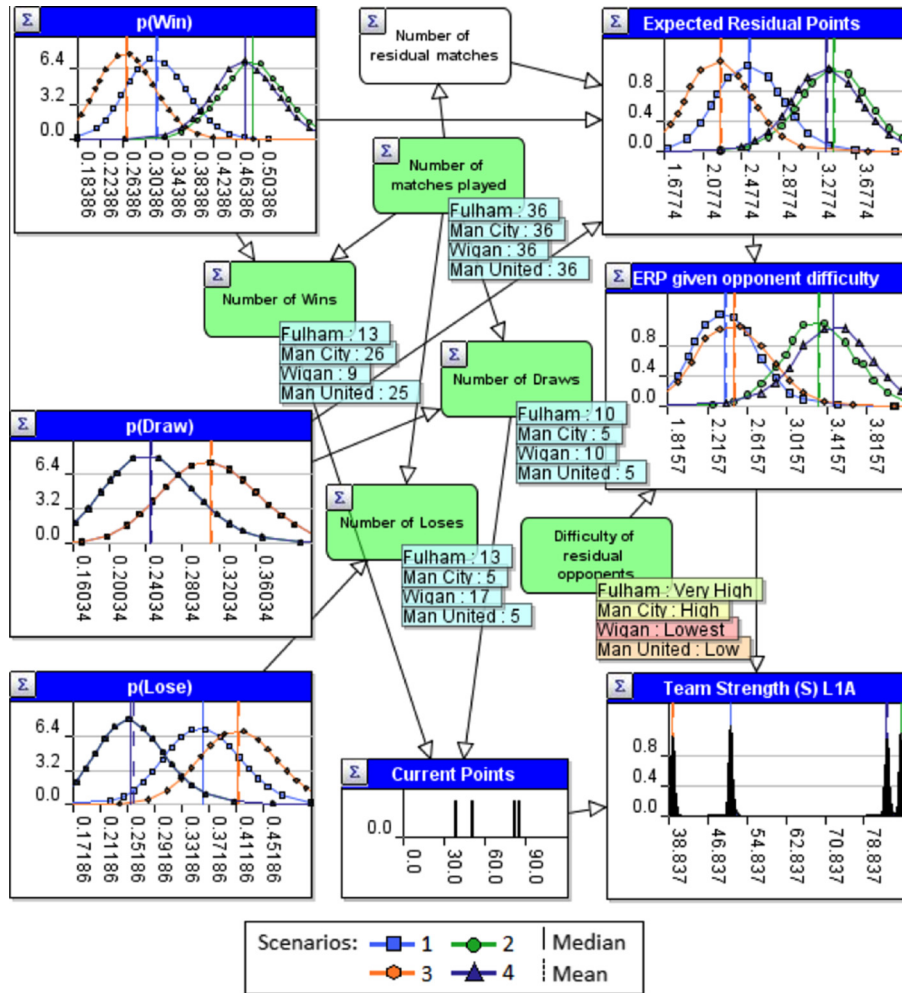 Σ p(Win)
6.4
3.2
0.0
0.18386
0.22386
0.26386
0.30386
0.34386
0.38386
0.42386
0.46386
0.50386
Σ
Number of
residual matches
Σ Expected Residual Points
0.8
0.4
0.0
1.6774
2.0774
2.4774
2.8774
3.2774
3.6774
Σ
Number of
matches played
Fulham : 36
Man City : 36
Wigan : 36
Man United : 36
Σ
Number of Wins
Fulham : 13
Man City : 26
Wigan : 9
Man United : 25
Σ ERP given opponent difficulty
0.8
0.4
0.0
1.8157
2.2157
2.6157
3.0157
3.4157
3.8157
Σ
Number of Draws
Fulham : 10
Man City : 5
Wigan : 10
Man United : 5
Σ p(Draw)
6.4
3.2
0.0
0.16034
0.20034
0.24034
0.28034
0.32034
0.36034
Σ
Number of Loses
Fulham : 13
Man City : 5
Wigan : 17
Man United : 5
Difficulty of
residual
opponents
Fulham : Very High
Man City : High
Wigan : Lowest
Man United : Low
Σ p(Lose)
6.4
3.2
0.0
0.17186
0.21186
0.25186
0.29186
0.33186
0.37186
0.41186
0.45186
Σ Current Points
0.0
0.0
30.0
60.0
90.0
Σ Team Strength (S) L1A
0.8
0.4
0.0
38.837
46.837
54.837
62.837
70.837
78.837
Scenarios: 1 2 Median
3 4 Mean